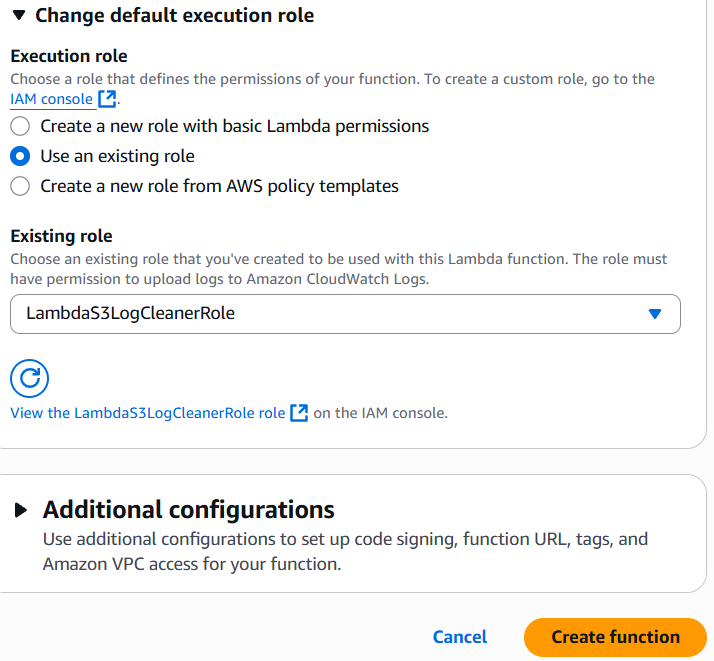 Change default execution role
Execution role
Choose a role that defines the permissions of your function. To create a custom role, go to the
IAM console.
Create a new role with basic Lambda permissions
Use an existing role
Create a new role from AWS policy templates
Existing role
Choose an existing role that you've created to be used with this Lambda function. The role must
have permission to upload logs to Amazon CloudWatch Logs.
LambdaS3LogCleanerRole
View the LambdaS3LogCleanerRole role on the IAM console.
Additional configurations
Use additional configurations to set up code signing, function URL, tags, and
Amazon VPC access for your function.
Cancel Create function